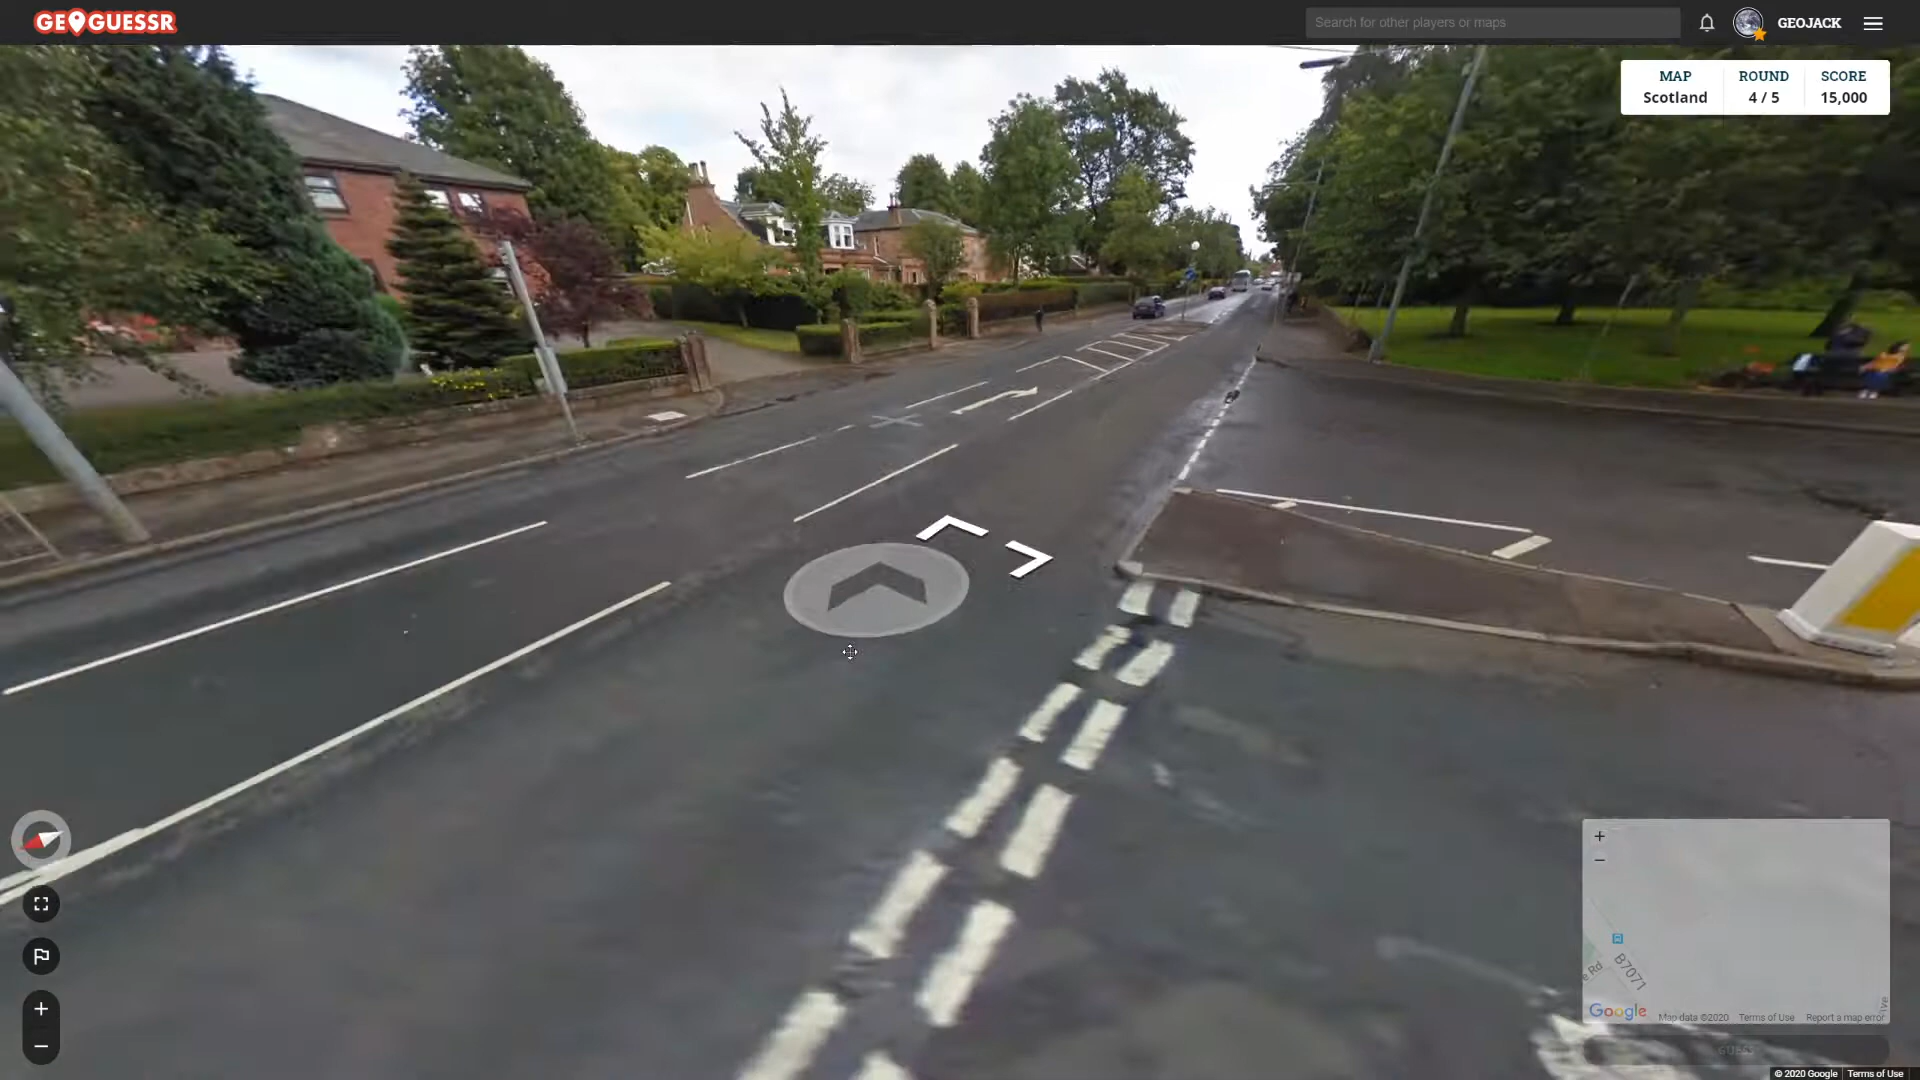 GEOGUESSR
Search for other players or maps
GEOJACK
MAP
Scotland
ROUND
4 / 5
SCORE
15,000
B7071
Google
Map data ©2020
Terms of Use
Report a map error
GUESS
© 2020 Google
Terms of Use